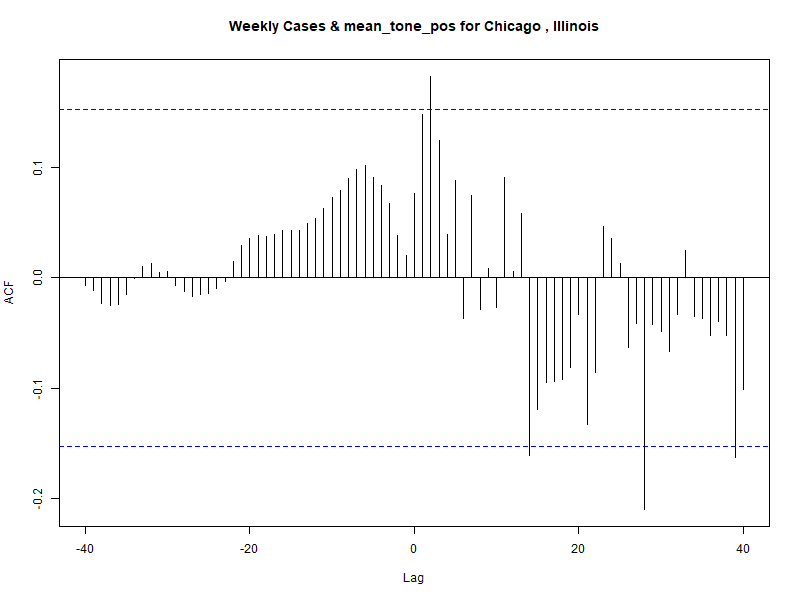 Weekly Cases & mean_tone_pos for Chicago , Illinois
ACF
0.1
0.0
-0.1
-0.2
-40 -20 0 20 40
Lag